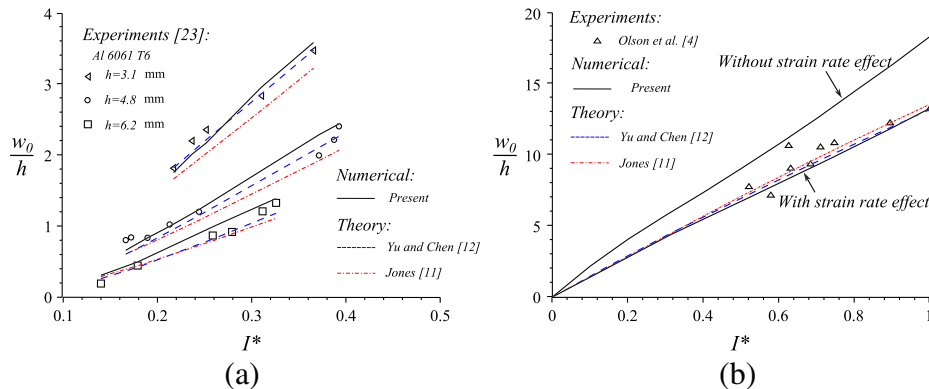 4
3
2
1
0
w₀
h
Experiments [23]:
Al 6061 T6
h=3.1 mm
h=4.8 mm
h=6.2 mm
Numerical:
Present
Theory:
Yu and Chen [12]
Jones [11]
0.1 0.2 0.3 0.4 0.5
I*
(a)
20
15
10
5
0
w₀
h
Experiments:
Olson et al. [4]
Numerical:
Present
Theory:
Yu and Chen [12]
Jones [11]
Without strain rate effect
With strain rate effect
0 0.2 0.4 0.6 0.8 1
I*
(b)